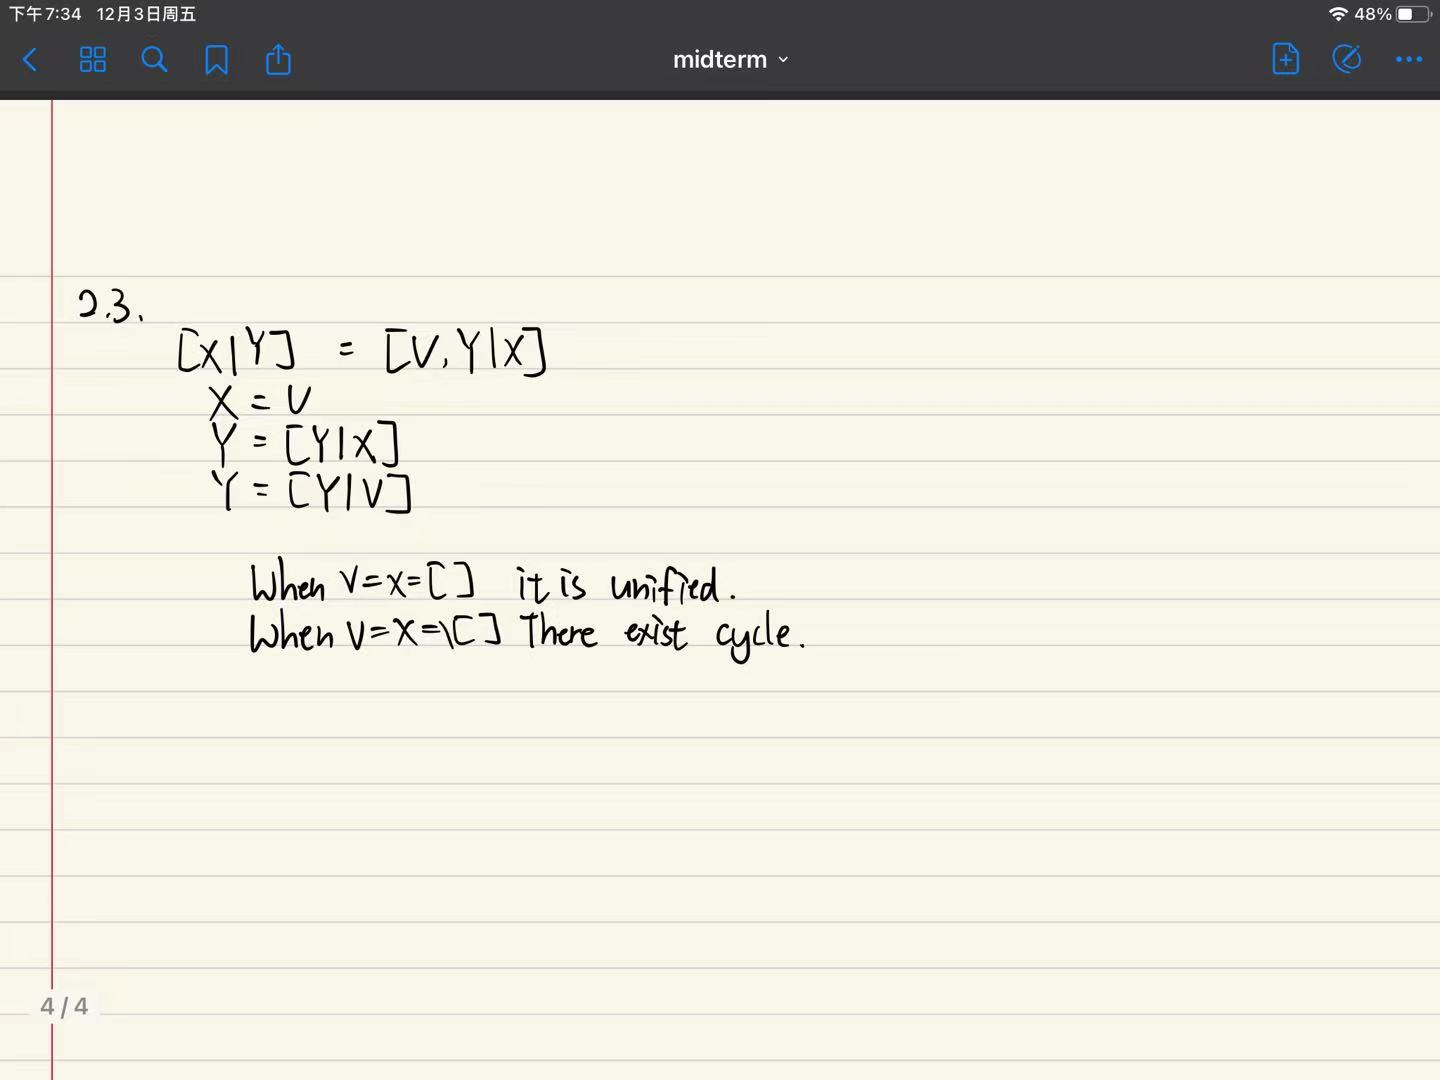 下午7:34 12月3日周五
48%
midterm
2.3.
[X|Y] = [V,Y|X]
X = V
Y = [Y|X]
Y = [Y|V]
When V=X=[] it is unified.
When V=X=\[] There exist cycle.
4 / 4